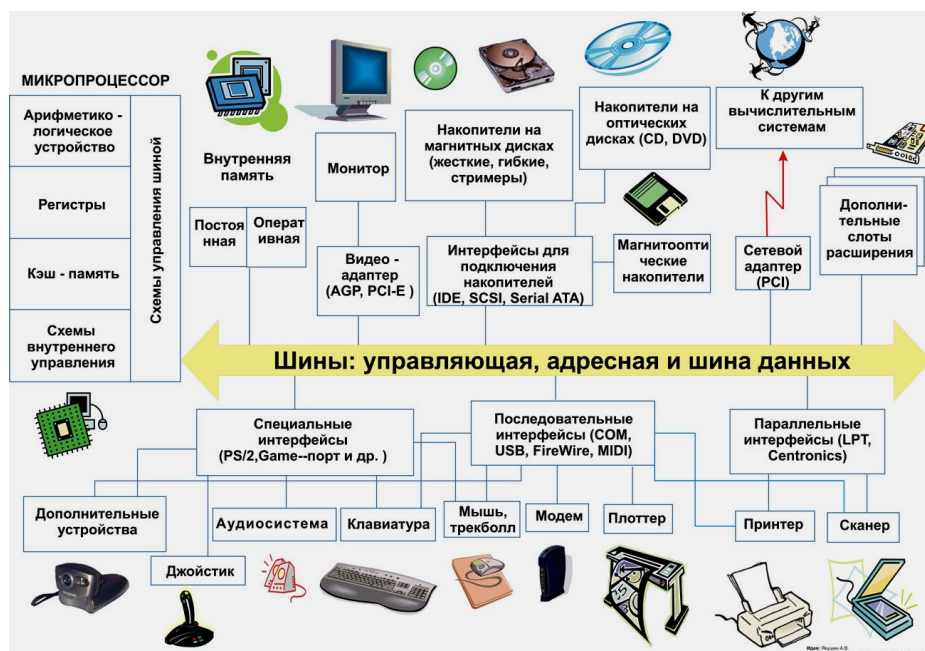 МИКРОПРОЦЕССОР
Арифметико -
логическое
устройство
Регистры
Кэш - память
Схемы
внутреннего
управления
Схемы управления шиной
Внутренняя
память
Постоя
нная
Операт
ивная
Монитор
Видео -
адаптер
(AGP, PCI-E )
Накопители на
магнитных дисках
(жесткие, гибкие,
стримеры)
Интерфейсы для
подключения
накопителей
(IDE, SCSI, Serial ATA)
Накопители на
оптических
дисках (CD, DVD)
Магнитоопти
ческие
накопители
К другим
вычислительным
системам
Сетевой
адаптер
(PCI)
Дополни-
тельные
слоты
расширения
Шины: управляющая, адресная и шина данных
Специальные
интерфейсы
(PS/2,Game--порт и др. )
Последовательные
интерфейсы (COM,
USB, FireWire, MIDI)
Параллельные
интерфейсы (LPT,
Centronics)
Дополнительные
устройства
Джойстик
Аудиосистема
Клавиатура
Мышь,
трекболл
Модем
Плоттер
Принтер
Сканер
Идея: Якушин А.В.